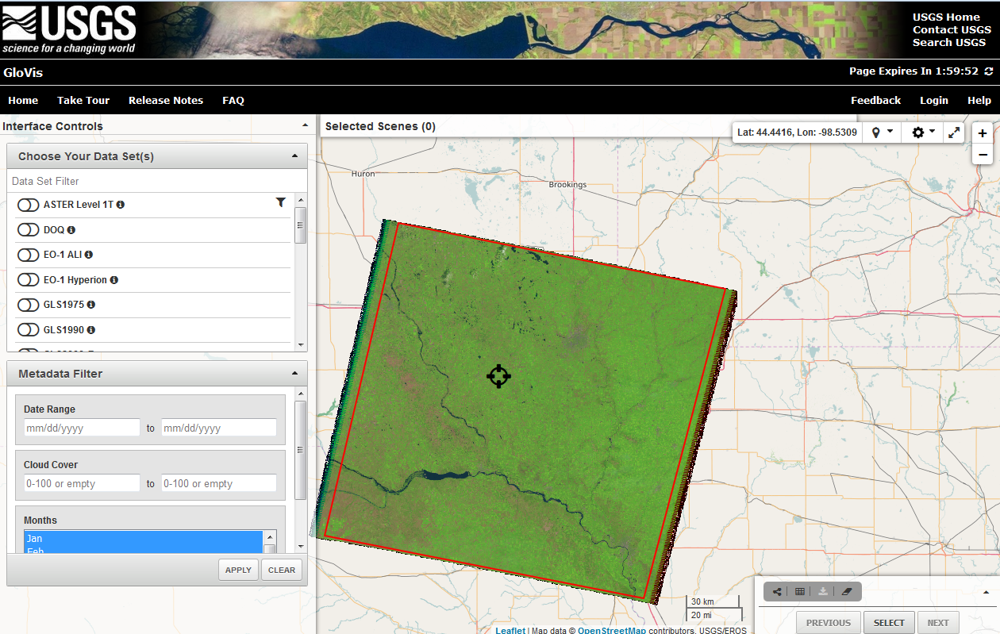 USGS
science for a changing world
USGS Home
Contact USGS
Search USGS
GloVis
Page Expires In 1:59:52
Home Take Tour Release Notes FAQ
Feedback Login Help
Interface Controls
Choose Your Data Set(s)
Data Set Filter
ASTER Level 1T
DOQ
EO-1 ALI
EO-1 Hyperion
GLS1975
GLS1990
Metadata Filter
Date Range
mm/dd/yyyy to mm/dd/yyyy
Cloud Cover
0-100 or empty to 0-100 or empty
Months
Jan
Feb
APPLY CLEAR
Selected Scenes (0)
Lat: 44.4416, Lon: -98.5309
+
−
Huron
Brookings
30 km
20 mi
PREVIOUS SELECT NEXT
Leaflet | Map data © OpenStreetMap contributors, USGS/EROS